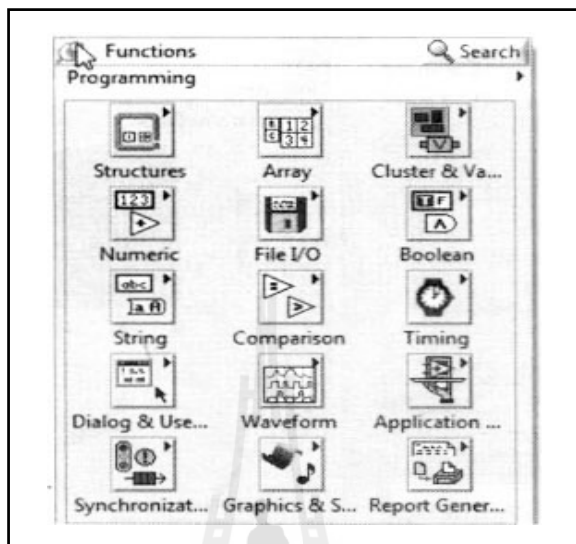 Functions Search
Programming
Structures Array Cluster & Va...
Numeric File I/O Boolean
String Comparison Timing
Dialog & Use... Waveform Application ...
Synchronizat... Graphics & S... Report Gener...